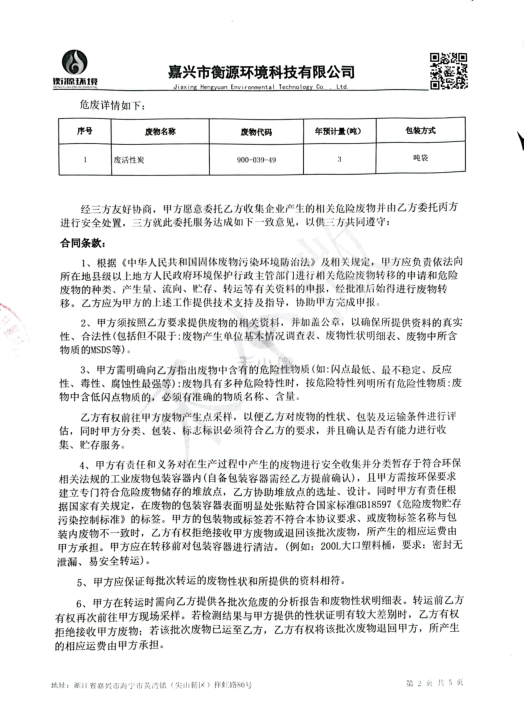 衡源环境
嘉兴市衡源环境科技有限公司
Jiaxing Hengyuan Environmental Technology Co., Ltd.
危废详情如下:
序号 废物名称 废物代码 年预计量(吨) 包装方式
1 废活性炭 900-039-49 3 吨袋
经三方友好协商，甲方愿意委托乙方收集企业产生的相关危险废物并由乙方委托丙方
进行安全处置，三方就此委托服务达成如下一致意见，以供三方共同遵守:
合同条款:
1、根据《中华人民共和国固体废物污染环境防治法》及相关规定，甲方应负责依法向
所在地县级以上地方人民政府环境保护行政主管部门进行相关危险废物转移的申请和危险
废物的种类、产生量、流向、贮存、转运等有关资料的申报，经批准后始得进行废物转
移。乙方应为甲方的上述工作提供技术支持及指导，协助甲方完成申报。
2、甲方须按照乙方要求提供废物的相关资料，并加盖公章，以确保所提供资料的真实
性、合法性(包括但不限于:废物产生单位基本情况调查表、废物性状明细表、废物中所含
物质的MSDS等)。
3、甲方需明确向乙方指出废物中含有的危险性物质(如:闪点最低、最不稳定、反应
性、毒性、腐蚀性最强等):废物具有多种危险特性时，按危险特性列明所有危险性物质:废
物中含低闪点物质的，必须有准确的物质名称、含量。
乙方有权前往甲方废物产生点采样，以便乙方对废物的性状、包装及运输条件进行评
估，同时甲方分类、包装、标志标识必须符合乙方的要求，并且确认是否有能力进行收
集、贮存服务。
4、甲方有责任和义务对在生产过程中产生的废物进行安全收集并分类暂存于符合环保
相关法规的工业废物包装容器内(自备包装容器需经乙方提前确认)，且甲方需按环保要求
建立专门符合危险废物储存的堆放点，乙方协助堆放点的选址、设计。同时甲方有责任根
据国家有关规定，在废物的包装容器表面明显处张贴符合国家标准GB18597《危险废物贮存
污染控制标准》的标签。甲方的包装物或标签若不符合本协议要求、或废物标签名称与包
装内废物不一致时，乙方有权拒绝接收甲方废物或退回该批次废物，所产生的相应运费由
甲方承担。甲方应在转移前对包装容器进行清洁。(例如: 200L大口塑料桶，要求: 密封无
泄漏、易安全转运)。
5、甲方应保证每批次转运的废物性状和所提供的资料相符。
6、甲方在转运时需向乙方提供各批次危废的分析报告和废物性状明细表。转运前乙方
有权再次前往甲方现场采样。若检测结果与甲方提供的性状证明有较大差别时，乙方有权
拒绝接收甲方废物；若该批次废物已运至乙方，乙方有权将该批次废物退回甲方，所产生
的相应运费由甲方承担。
地址: 浙江省嘉兴市海宁市黄湾镇（尖山新区）祥虹路86号 第 2 页 共 5 页